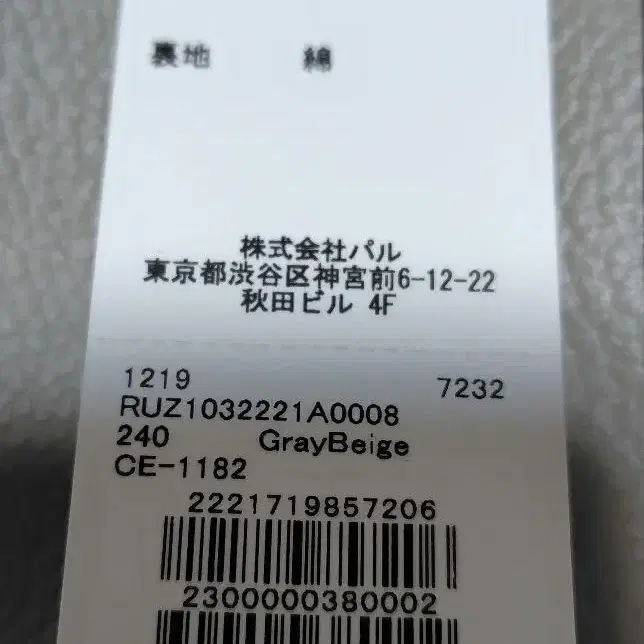 裏地 綿
株式会社パル
東京都渋谷区神宮前6-12-22
秋田ビル 4F
1219 7232
RUZ1032221A0008
240 GrayBeige
CE-1182
2221719857206
2300000380002